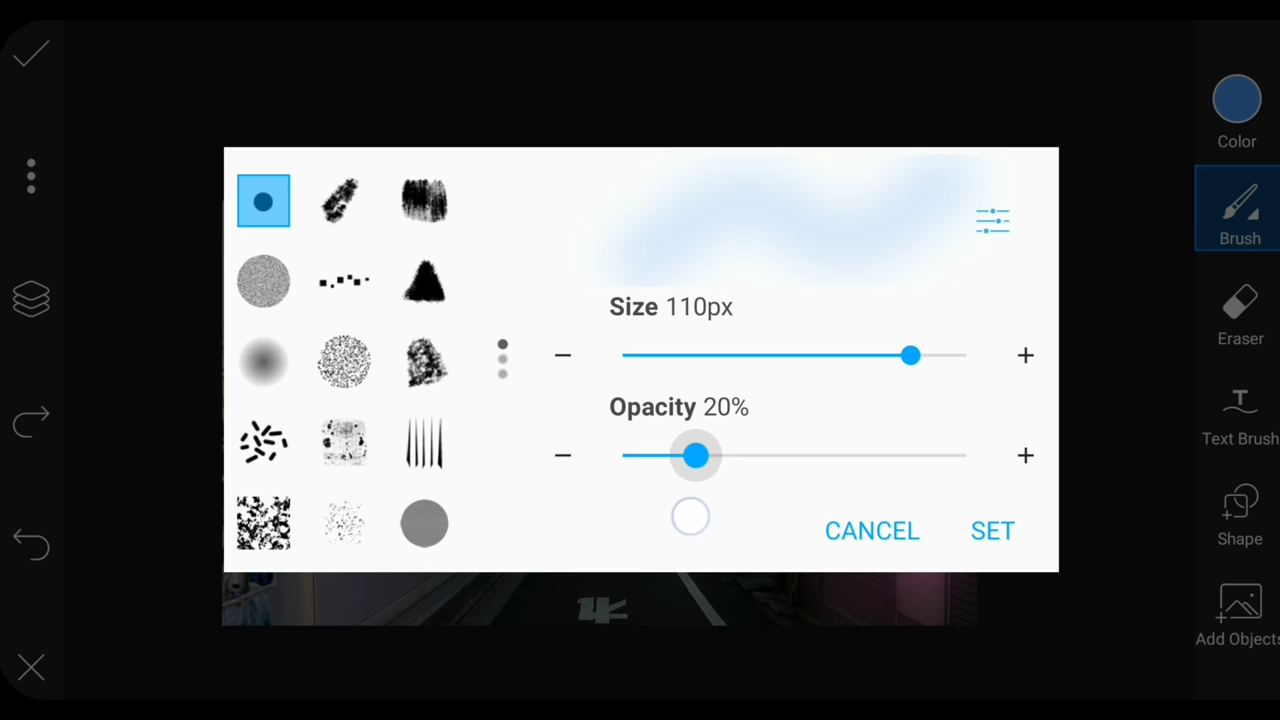 Size 110px
Opacity 20%
CANCEL SET
Color
Brush
Eraser
Text Brush
Shape
Add Objects